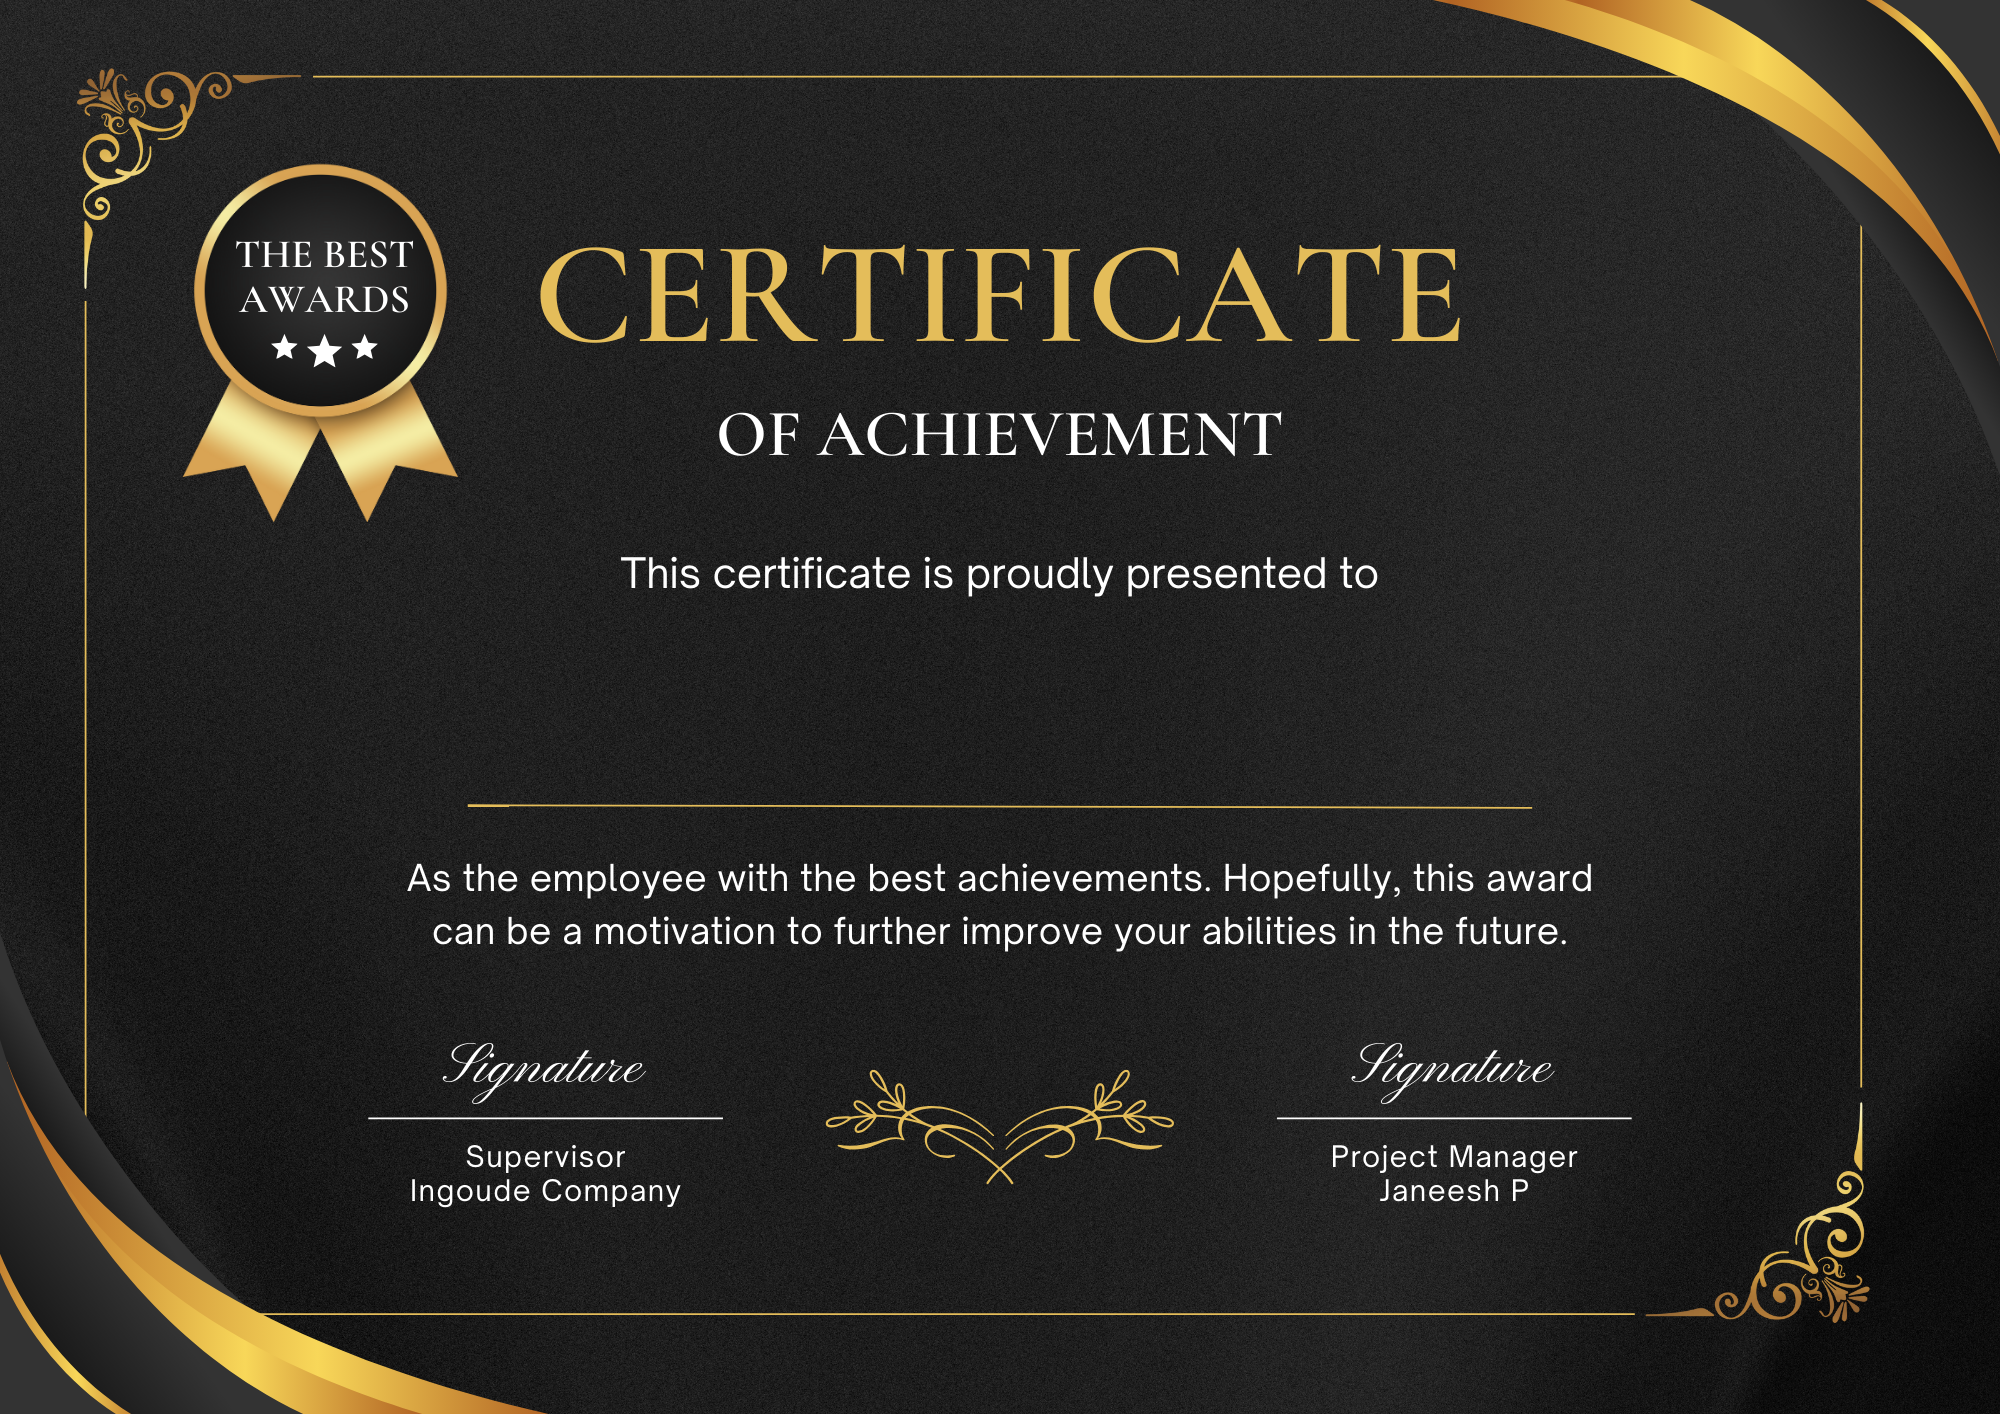 THE BEST
AWARDS
CERTIFICATE
OF ACHIEVEMENT
This certificate is proudly presented to
As the employee with the best achievements. Hopefully, this award
can be a motivation to further improve your abilities in the future.
Signature
Supervisor
Ingoude Company
Signature
Project Manager
Janeesh P